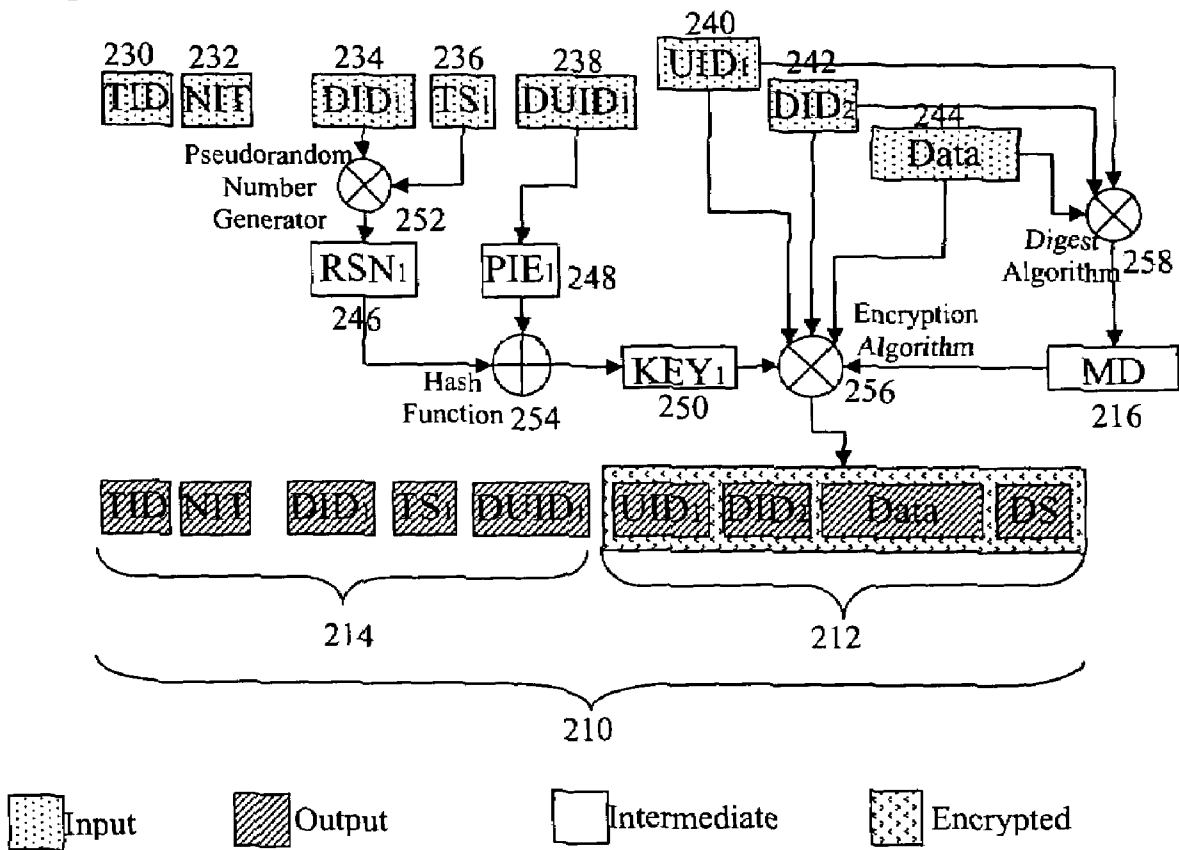 230 232 234 236 238 240 242 244
TID NIT DID1 TS1 DUID1 UID1 DID2 Data
Pseudorandom
Number
Generator
252
RSN1
246
PIE1 248
Digest
Algorithm
258
Encryption
Algorithm
Hash
Function
254
KEY1
250
256
MD
216
TID NIT DID1 TS1 DUID1 UID1 DID2 Data DS
214 212
210
Input Output Intermediate Encrypted